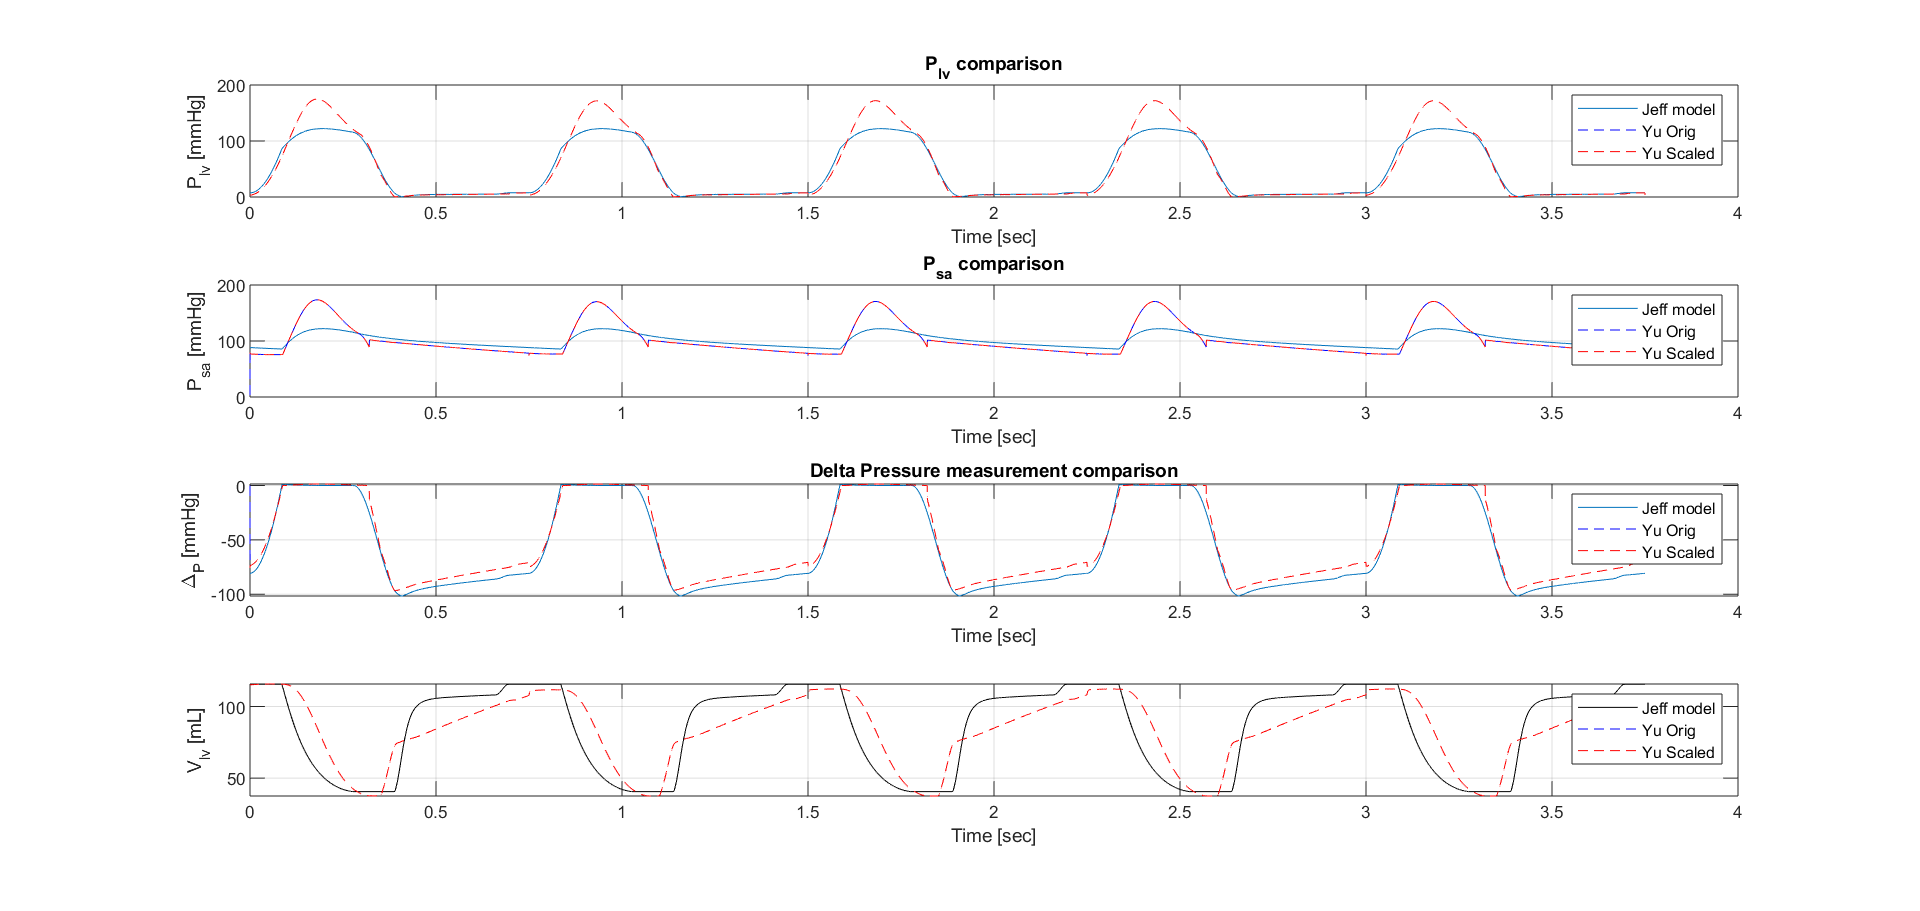 P_lv comparison
P_lv [mmHg]
200
100
0
Jeff model
Yu Orig
Yu Scaled
0 0.5 1 1.5 2 2.5 3 3.5 4
Time [sec]
P_sa comparison
P_sa [mmHg]
200
100
0
Jeff model
Yu Orig
Yu Scaled
0 0.5 1 1.5 2 2.5 3 3.5 4
Time [sec]
Delta Pressure measurement comparison
Δ_P [mmHg]
0
-50
-100
Jeff model
Yu Orig
Yu Scaled
0 0.5 1 1.5 2 2.5 3 3.5 4
Time [sec]
V_lv [mL]
100
50
Jeff model
Yu Orig
Yu Scaled
0 0.5 1 1.5 2 2.5 3 3.5 4
Time [sec]